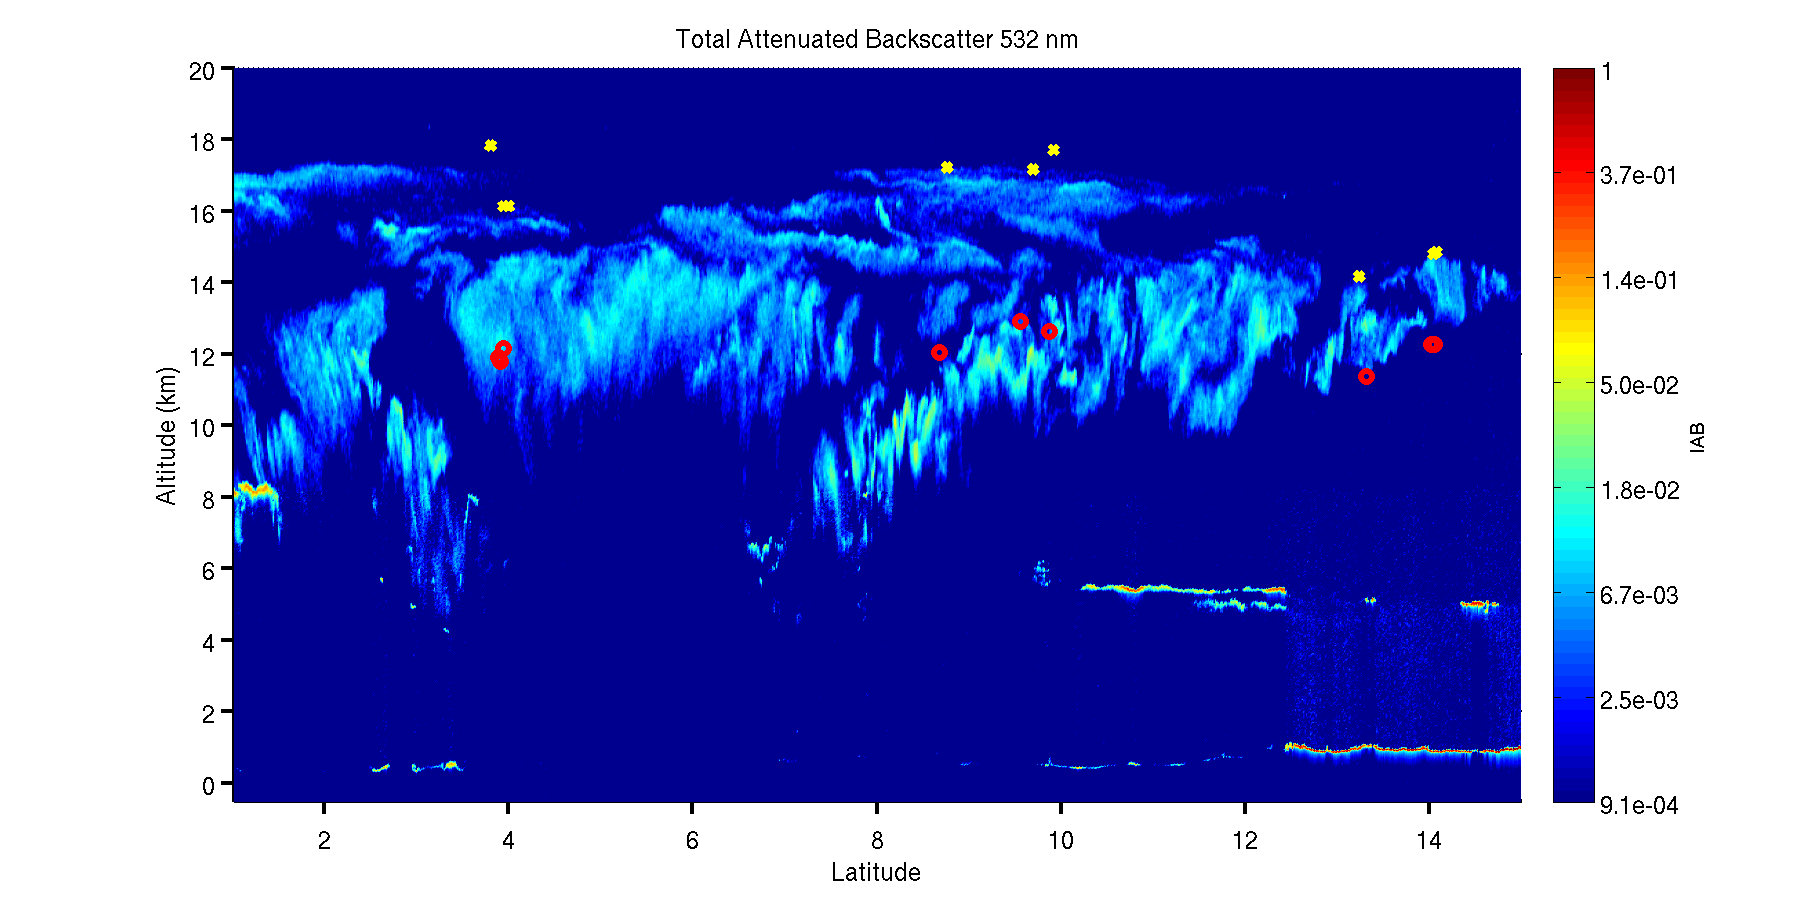 Total Attenuated Backscatter 532 nm
20
18
16
14
12
10
8
6
4
2
0
Altitude (km)
2 4 6 8 10 12 14
Latitude
1
3.7e-01
1.4e-01
5.0e-02
1.8e-02
6.7e-03
2.5e-03
9.1e-04
IAB